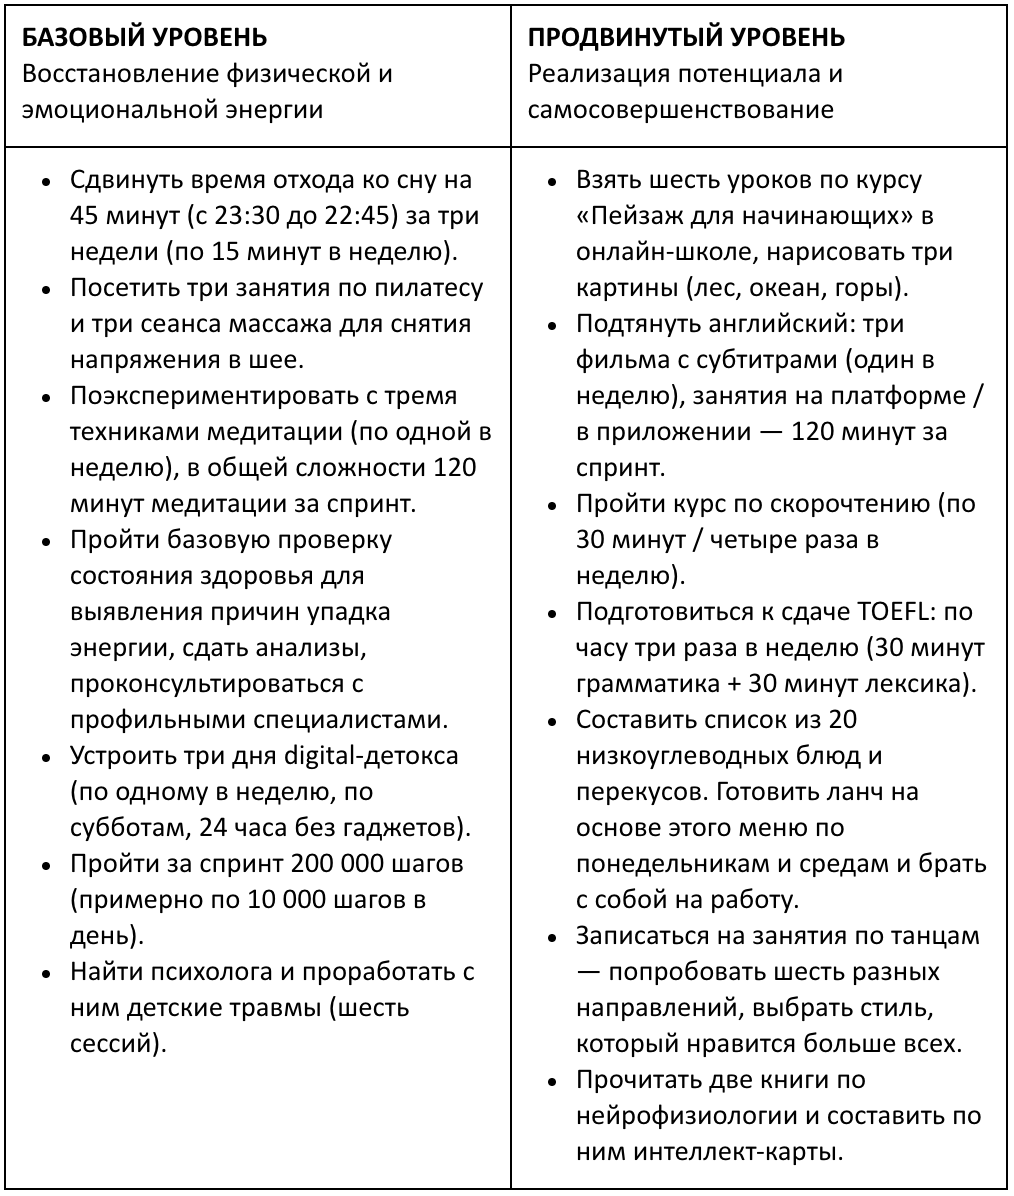 БАЗОВЫЙ УРОВЕНЬ
Восстановление физической и
эмоциональной энергии
ПРОДВИНУТЫЙ УРОВЕНЬ
Реализация потенциала и
самосовершенствование
• Сдвинуть время отхода ко сну на
45 минут (с 23:30 до 22:45) за три
недели (по 15 минут в неделю).
• Посетить три занятия по пилатесу
и три сеанса массажа для снятия
напряжения в шее.
• Поэкспериментировать с тремя
техниками медитации (по одной в
неделю), в общей сложности 120
минут медитации за спринт.
• Пройти базовую проверку
состояния здоровья для
выявления причин упадка
энергии, сдать анализы,
проконсультироваться с
профильными специалистами.
• Устроить три дня digital-детокса
(по одному в неделю, по
субботам, 24 часа без гаджетов).
• Пройти за спринт 200 000 шагов
(примерно по 10 000 шагов в
день).
• Найти психолога и проработать с
ним детские травмы (шесть
сессий).
• Взять шесть уроков по курсу
«Пейзаж для начинающих» в
онлайн-школе, нарисовать три
картины (лес, океан, горы).
• Подтянуть английский: три
фильма с субтитрами (один в
неделю), занятия на платформе /
в приложении — 120 минут за
спринт.
• Пройти курс по скорочтению (по
30 минут / четыре раза в
неделю).
• Подготовиться к сдаче TOEFL: по
часу три раза в неделю (30 минут
грамматика + 30 минут лексика).
• Составить список из 20
низкоуглеводных блюд и
перекусов. Готовить ланч на
основе этого меню по
понедельникам и средам и брать
с собой на работу.
• Записаться на занятия по танцам
— попробовать шесть разных
направлений, выбрать стиль,
который нравится больше всех.
• Прочитать две книги по
нейрофизиологии и составить по
ним интеллект-карты.